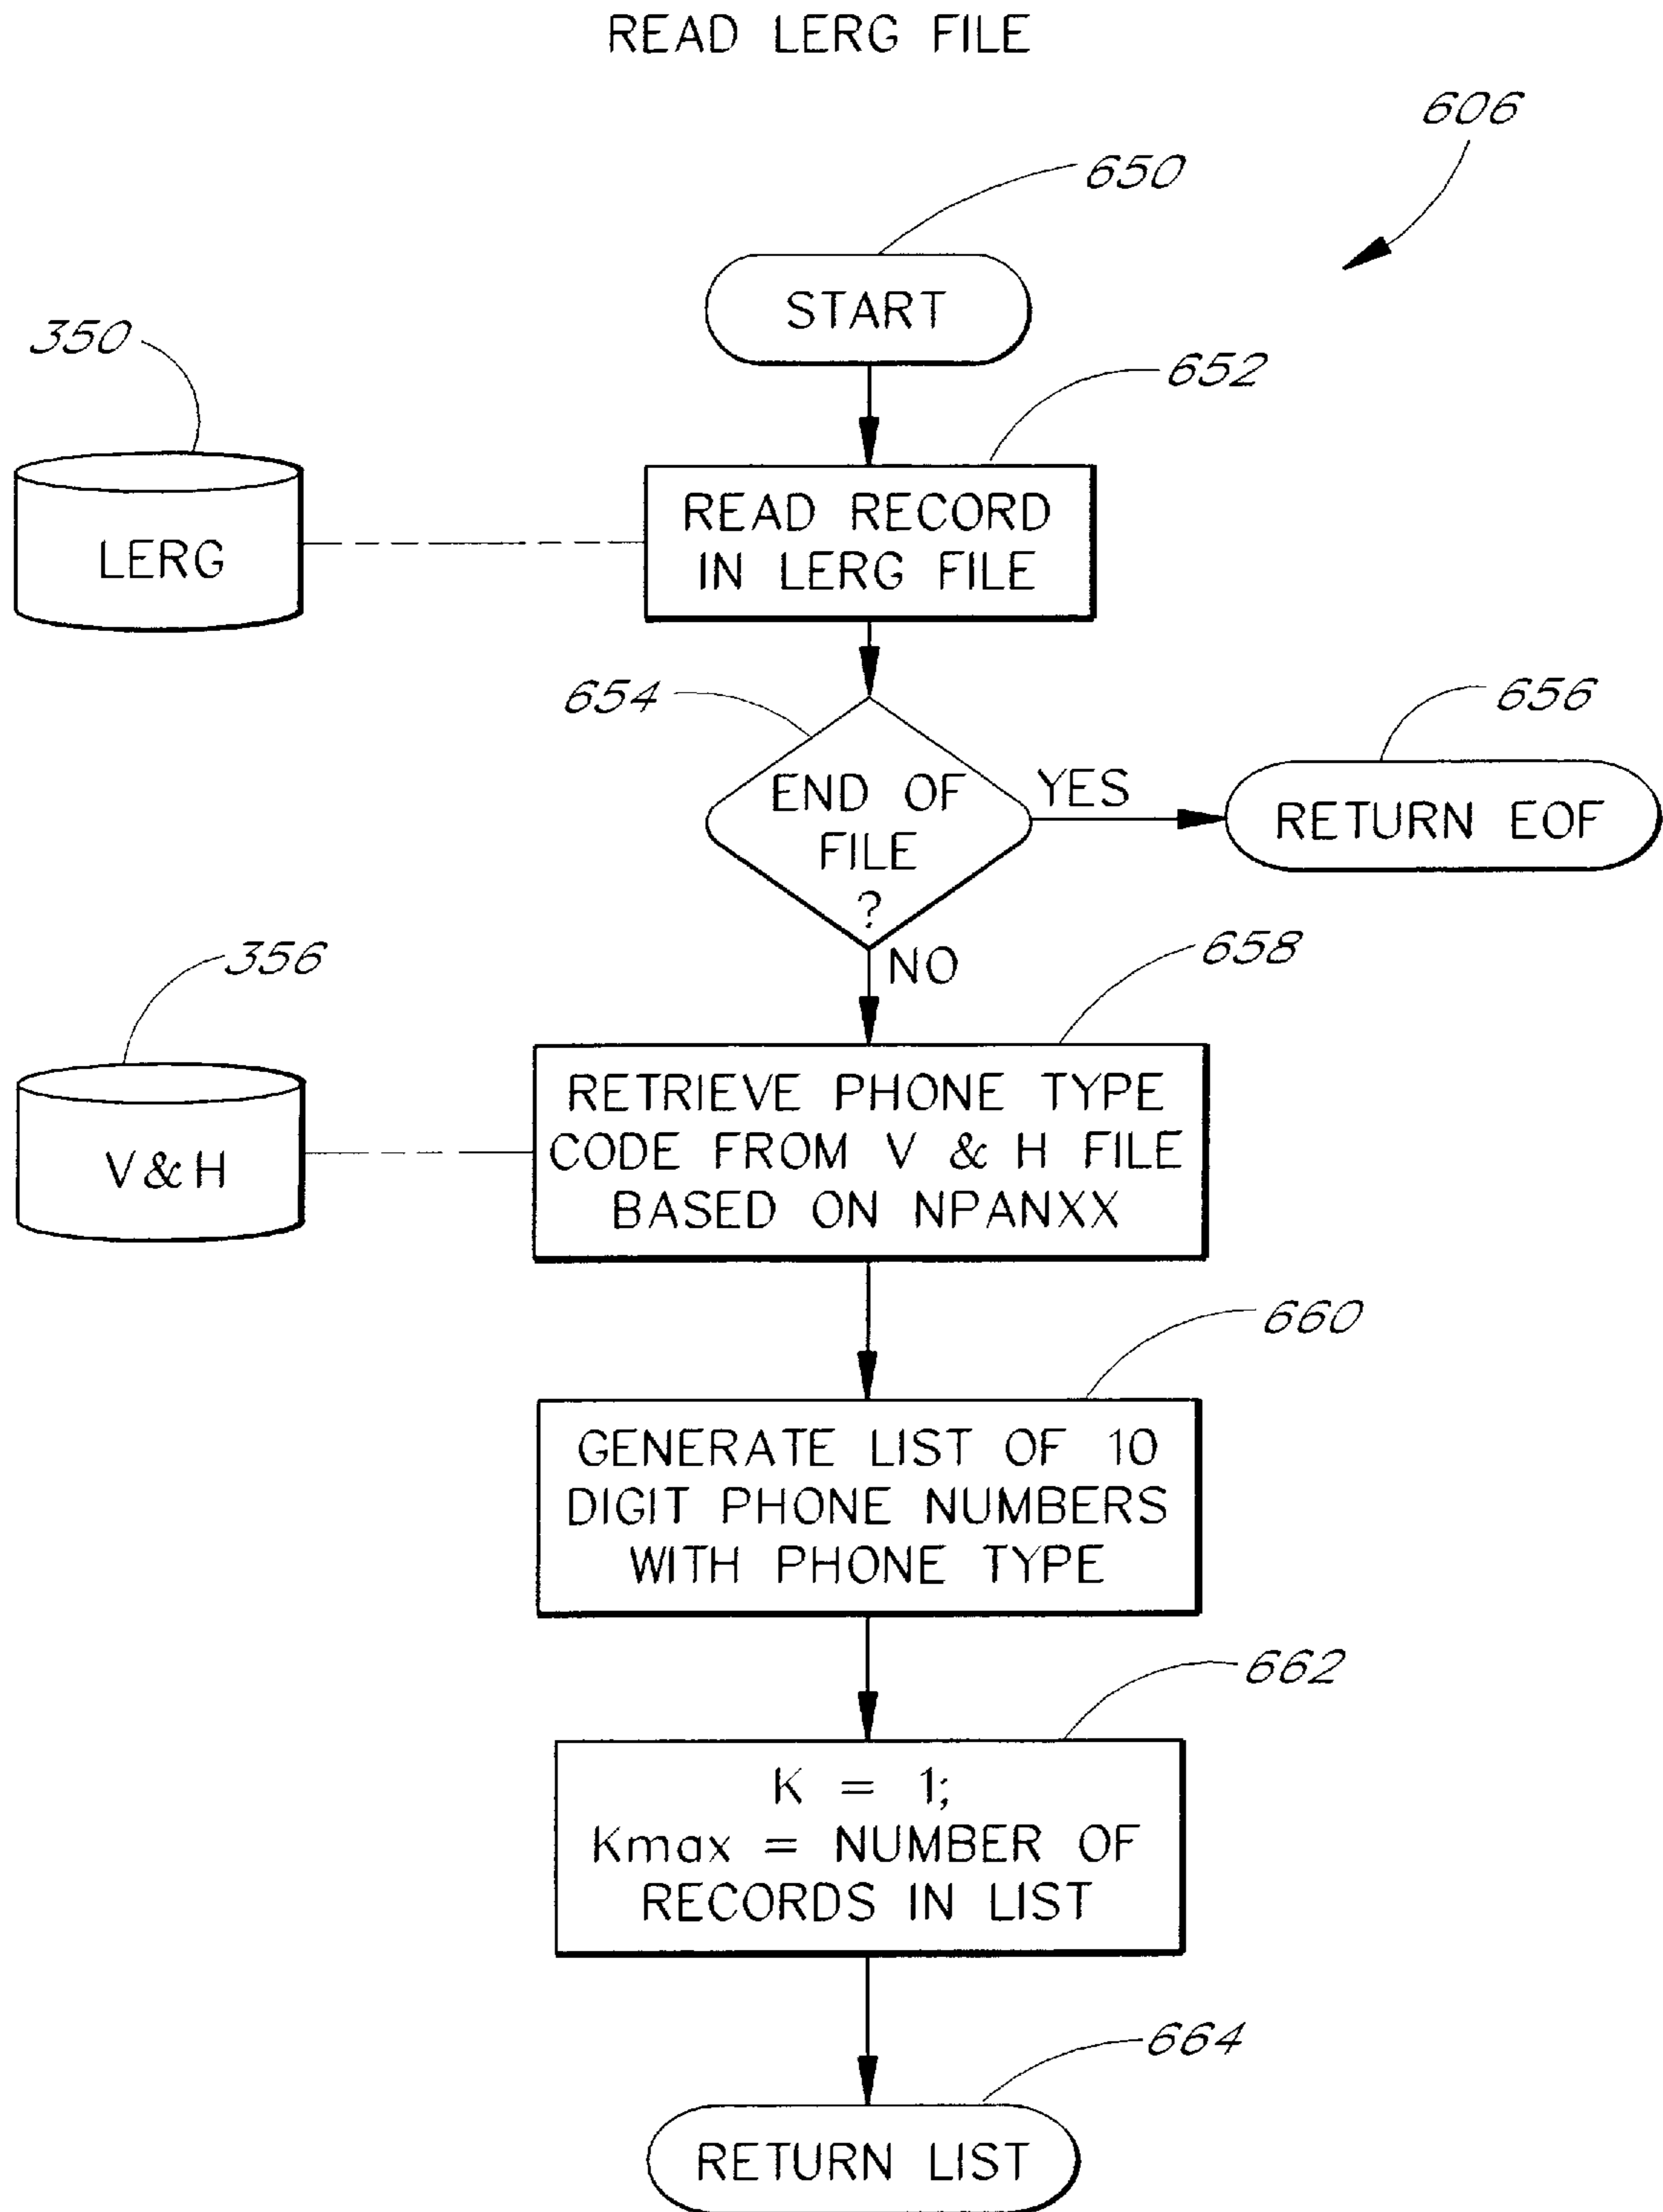 READ LERG FILE
606
650
START
350
652
LERG
READ RECORD
IN LERG FILE
654
656
END OF
FILE
?
YES
RETURN EOF
NO
356
658
V & H
RETRIEVE PHONE TYPE
CODE FROM V & H FILE
BASED ON NPANXX
660
GENERATE LIST OF 10
DIGIT PHONE NUMBERS
WITH PHONE TYPE
662
K = 1;
Kmax = NUMBER OF
RECORDS IN LIST
664
RETURN LIST